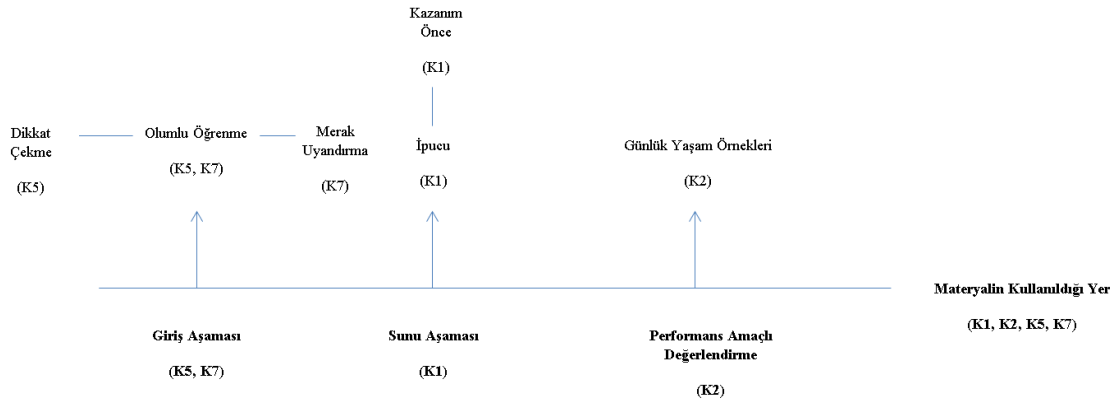 Kazanım
Önce
(K1)
Dikkat
Çekme
(K5)
Olumlu Öğrenme
(K5, K7)
Merak
Uyandırma
(K7)
İpucu
(K1)
Günlük Yaşam Örnekleri
(K2)
Materyalin Kullanıldığı Yer
(K1, K2, K5, K7)
Giriş Aşaması
(K5, K7)
Sunu Aşaması
(K1)
Performans Amaçlı
Değerlendirme
(K2)